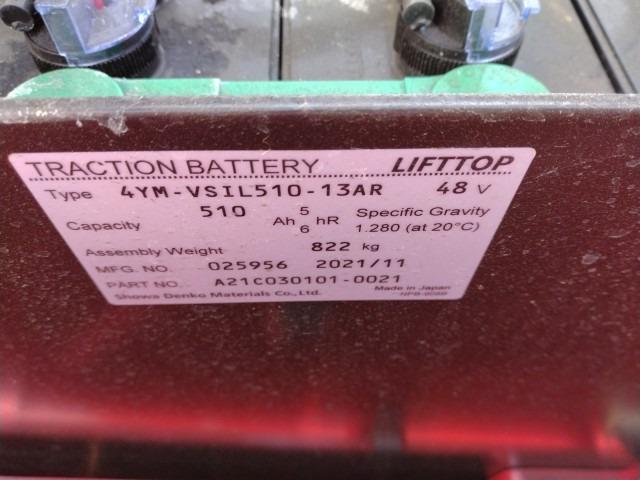 TRACTION BATTERY LIFTTOP
Type 4YM-VSIL510-13AR 48 V
Capacity 510 Ah 5 hR Specific Gravity
6 1.280 (at 20°C)
Assembly Weight 822 kg
MFG. NO. 025956 2021/11
PART NO. A21C030101-0021 Made in Japan
Showa Denko Materials Co., Ltd.